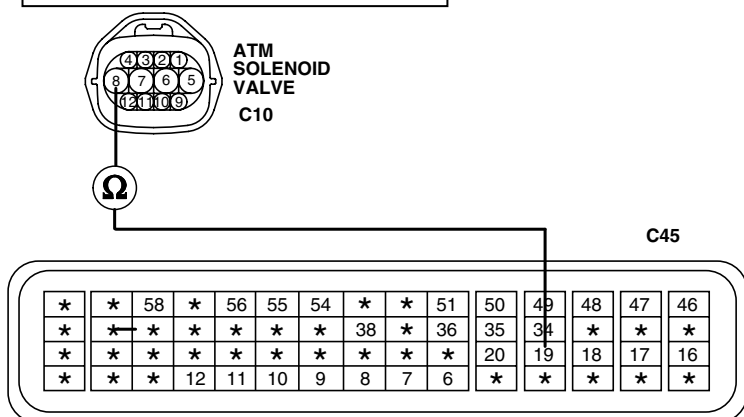 4 3 2 1
8 7 6 5
12 11 10 9
ATM
SOLENOID
VALVE
C10
Ω
C45
* * 58 * 56 55 54 * * 51 50 49 48 47 46
* * * * * * * 38 * 36 35 34 * * *
* * * * * * * * * * 20 19 18 17 16
* * * 12 11 10 9 8 7 6 * * * * *